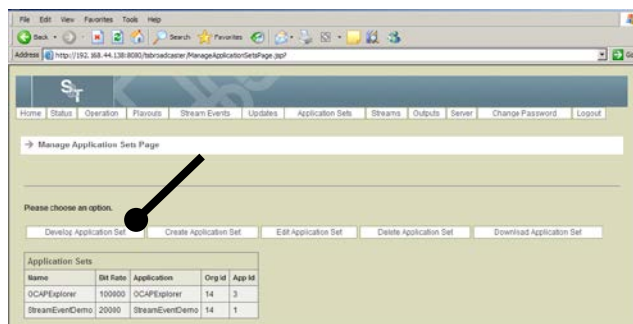 File Edit View Favorites Tools Help
Back Search Favorites
Address http://192.168.44.138:8080/tsbroadcaster/ManageApplicationSetsPage.jsp? Go
ST
Home Status Operation Playouts Stream Events Updates Application Sets Streams Outputs Server Change Password Logout
Manage Application Sets Page
Please choose an option.
Develop Application Set Create Application Set Edit Application Set Delete Application Set Download Application Set
Application Sets
Name Bit Rate Application Org Id App Id
OCAPExplorer 100000 OCAPExplorer 14 3
StreamEventDemo 20000 StreamEventDemo 14 1